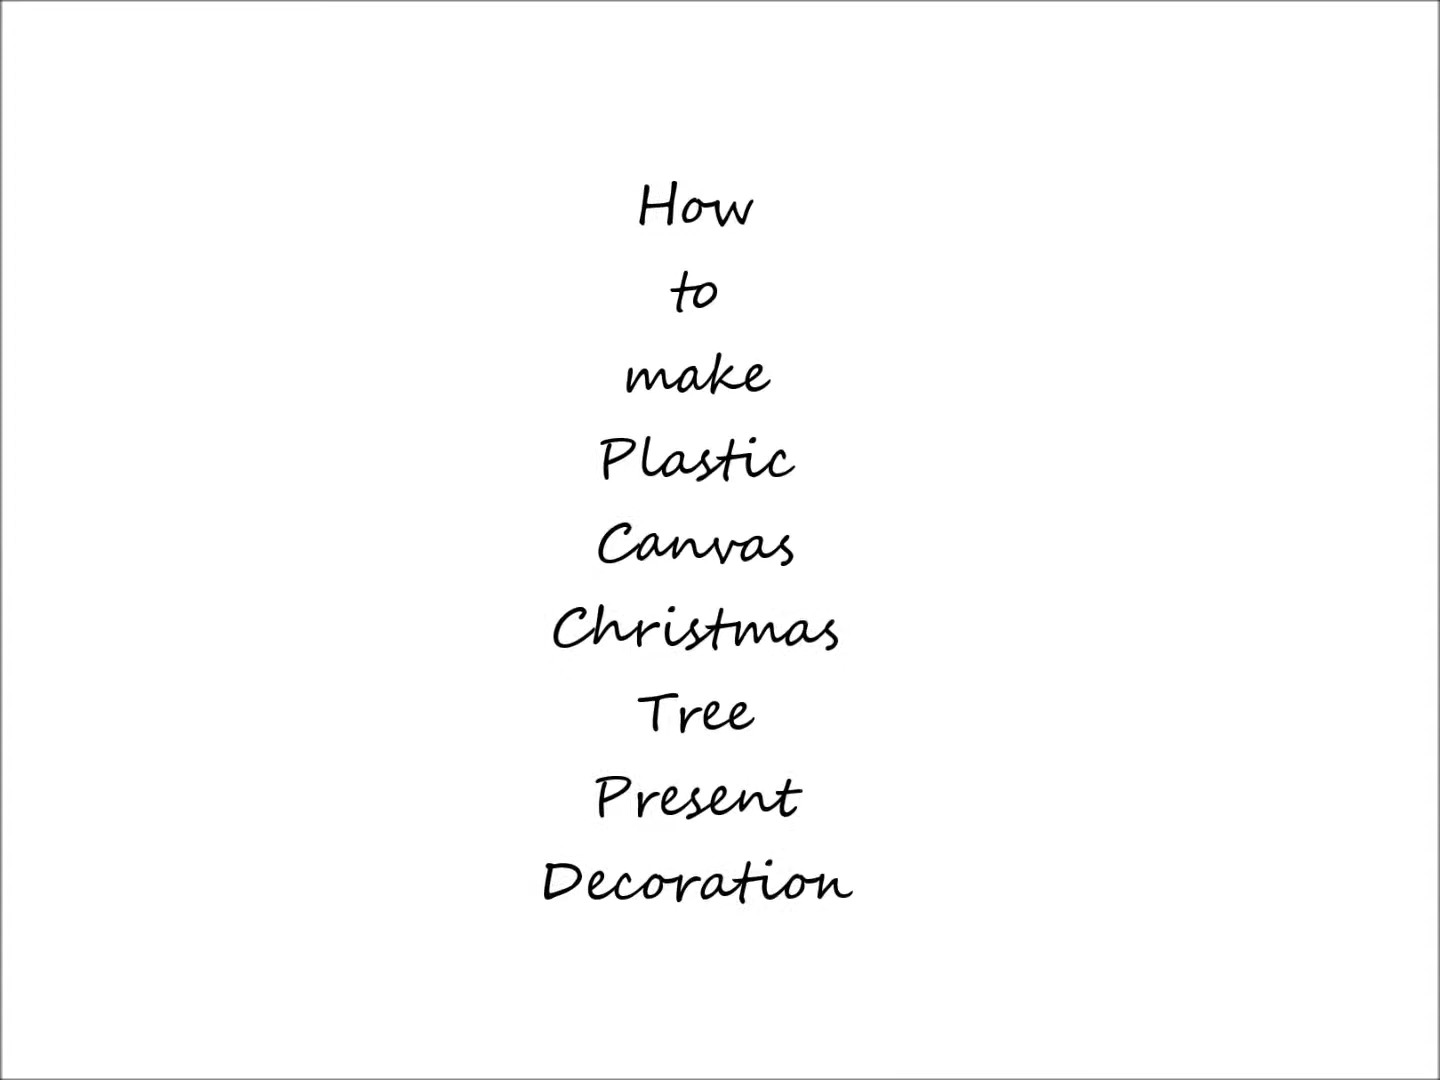 How
to
make
Plastic
Canvas
Christmas
Tree
Present
Decoration